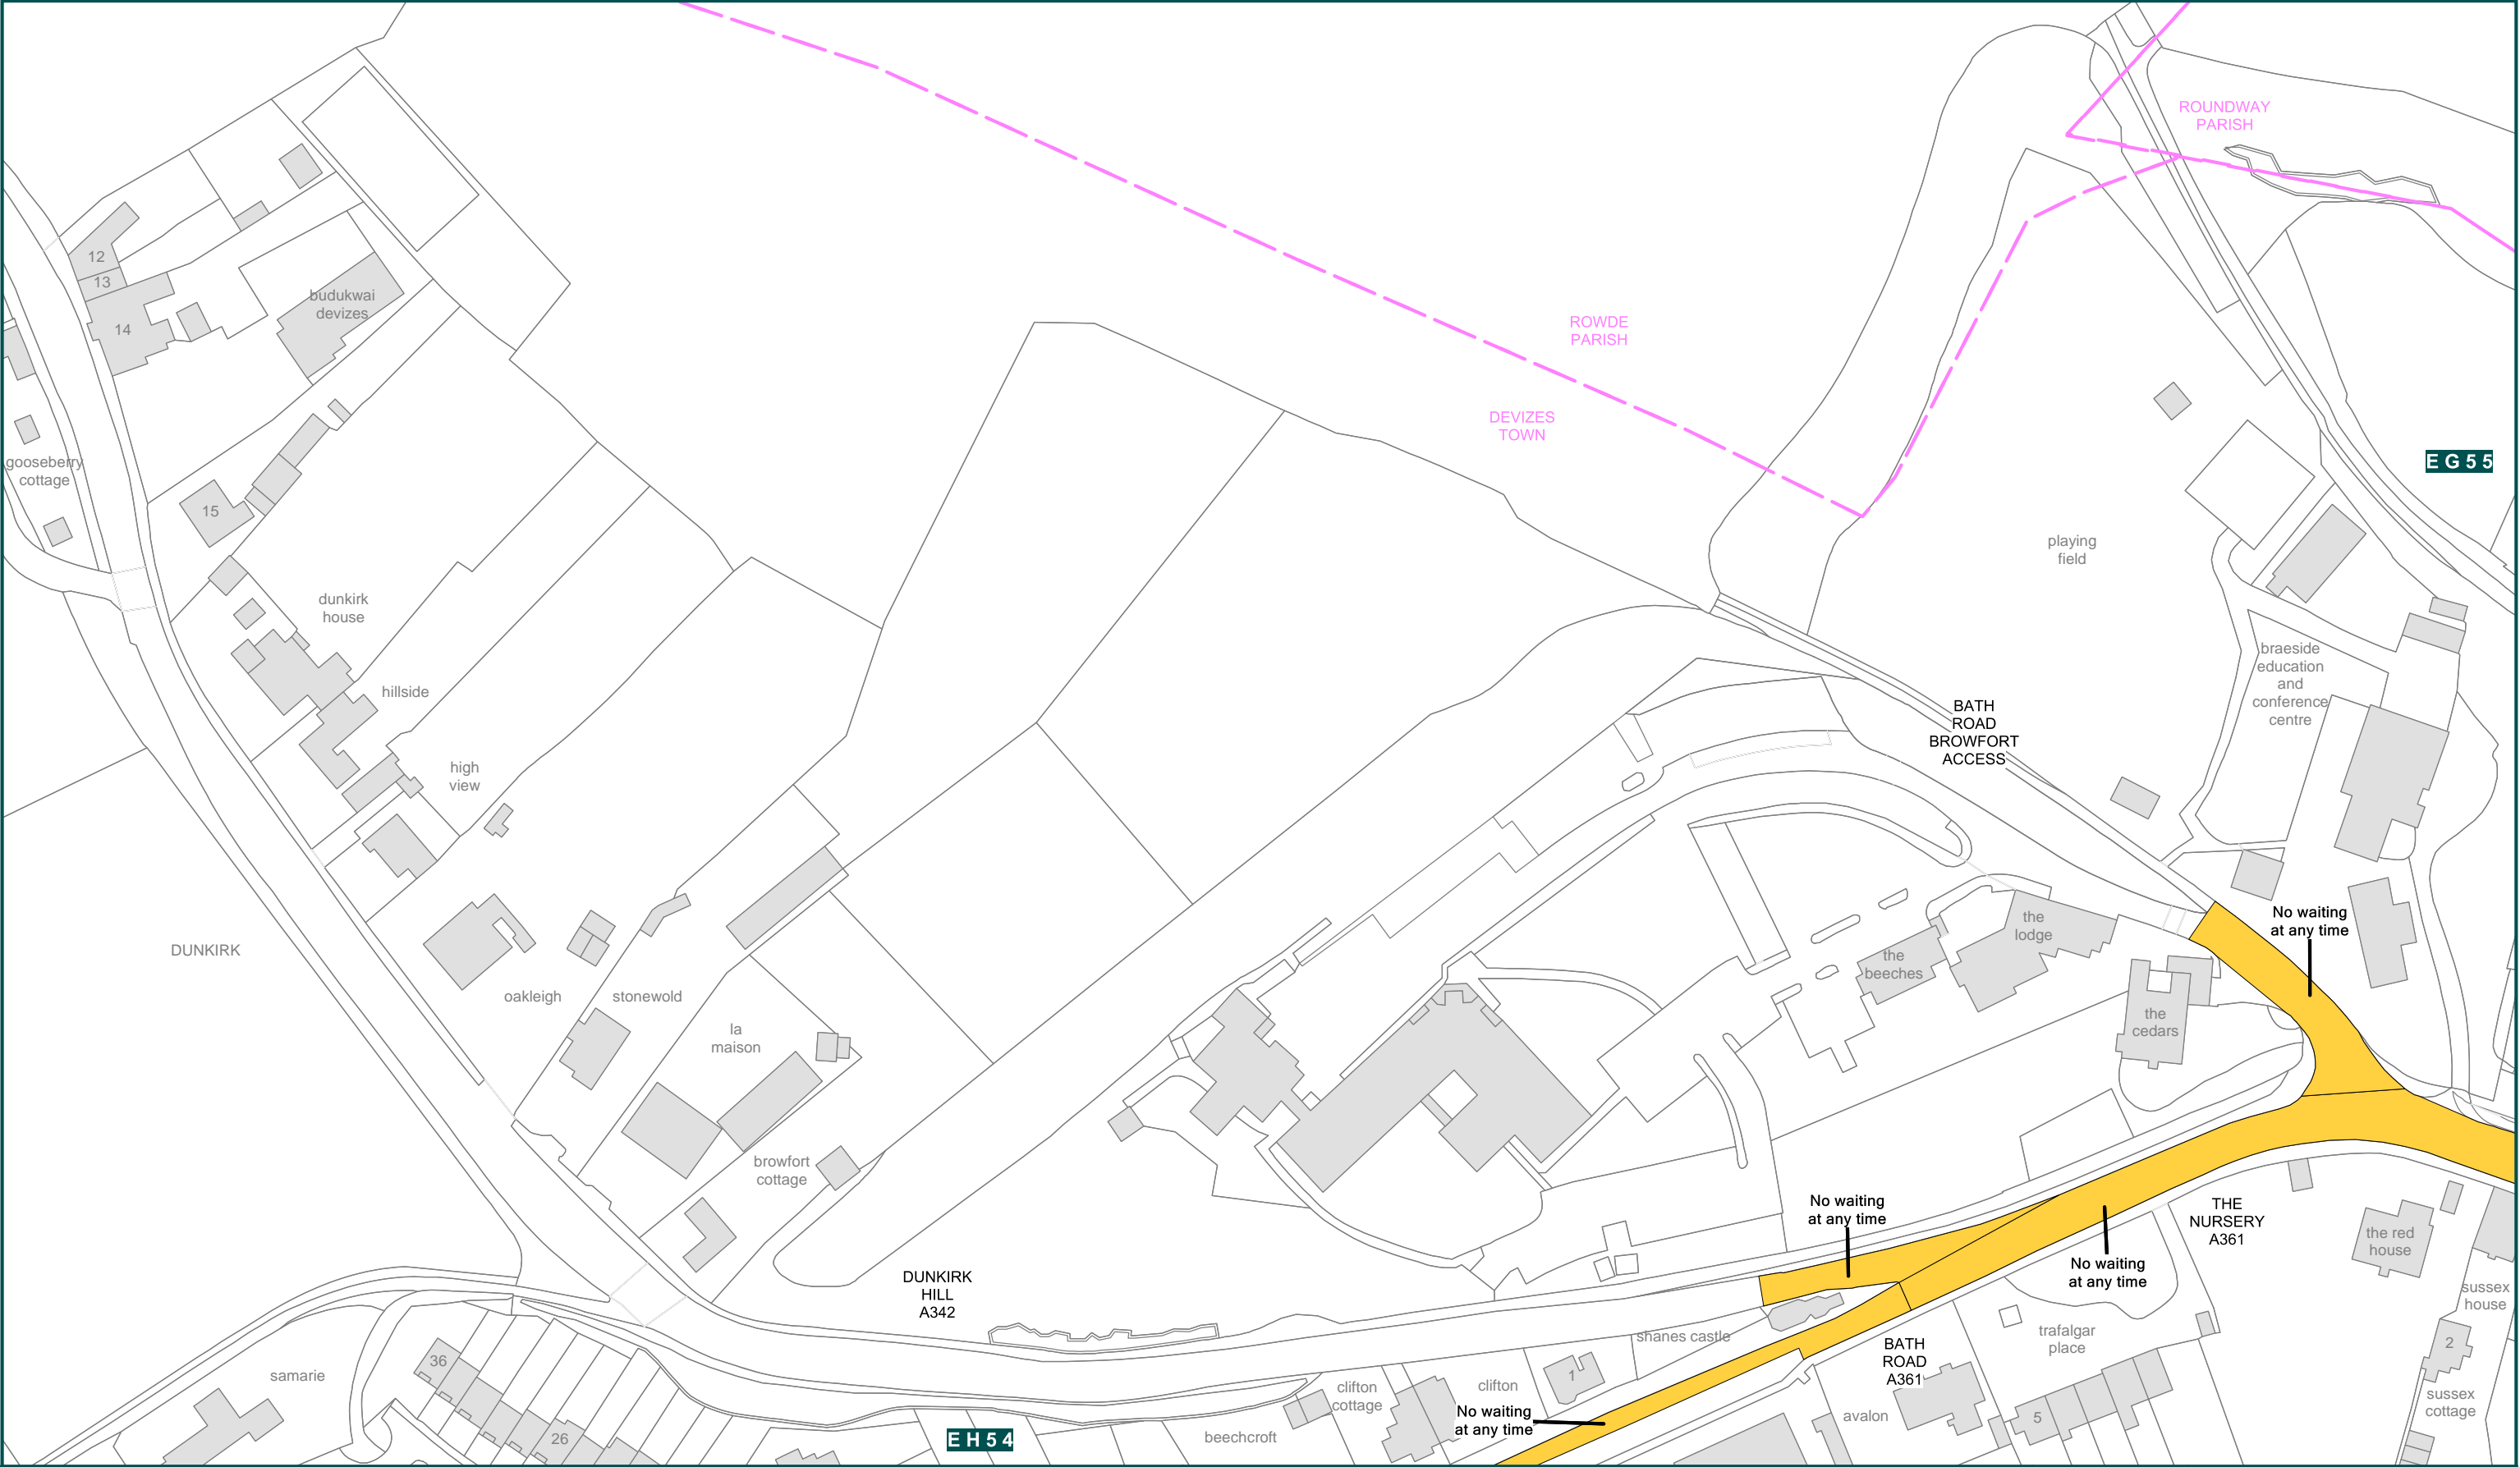 ROUNDWAY
PARISH
12
13
14
budukwai
devizes
ROWDE
PARISH
DEVIZES
TOWN
gooseberry
cottage
EG55
15
playing
field
dunkirk
house
hillside
braeside
education
and
conference
centre
BATH
ROAD
BROWFORT
ACCESS
high
view
DUNKIRK
oakleigh
stonewold
la
maison
the
beeches
the
lodge
No waiting
at any time
the
cedars
browfort
cottage
No waiting
at any time
THE
NURSERY
A361
the red
house
DUNKIRK
HILL
A342
No waiting
at any time
sussex
house
shanes castle
trafalgar
place
2
samarie
36
26
BATH
ROAD
A361
1
clifton
cottage
clifton
No waiting
at any time
avalon
5
sussex
cottage
beechcroft
EH54